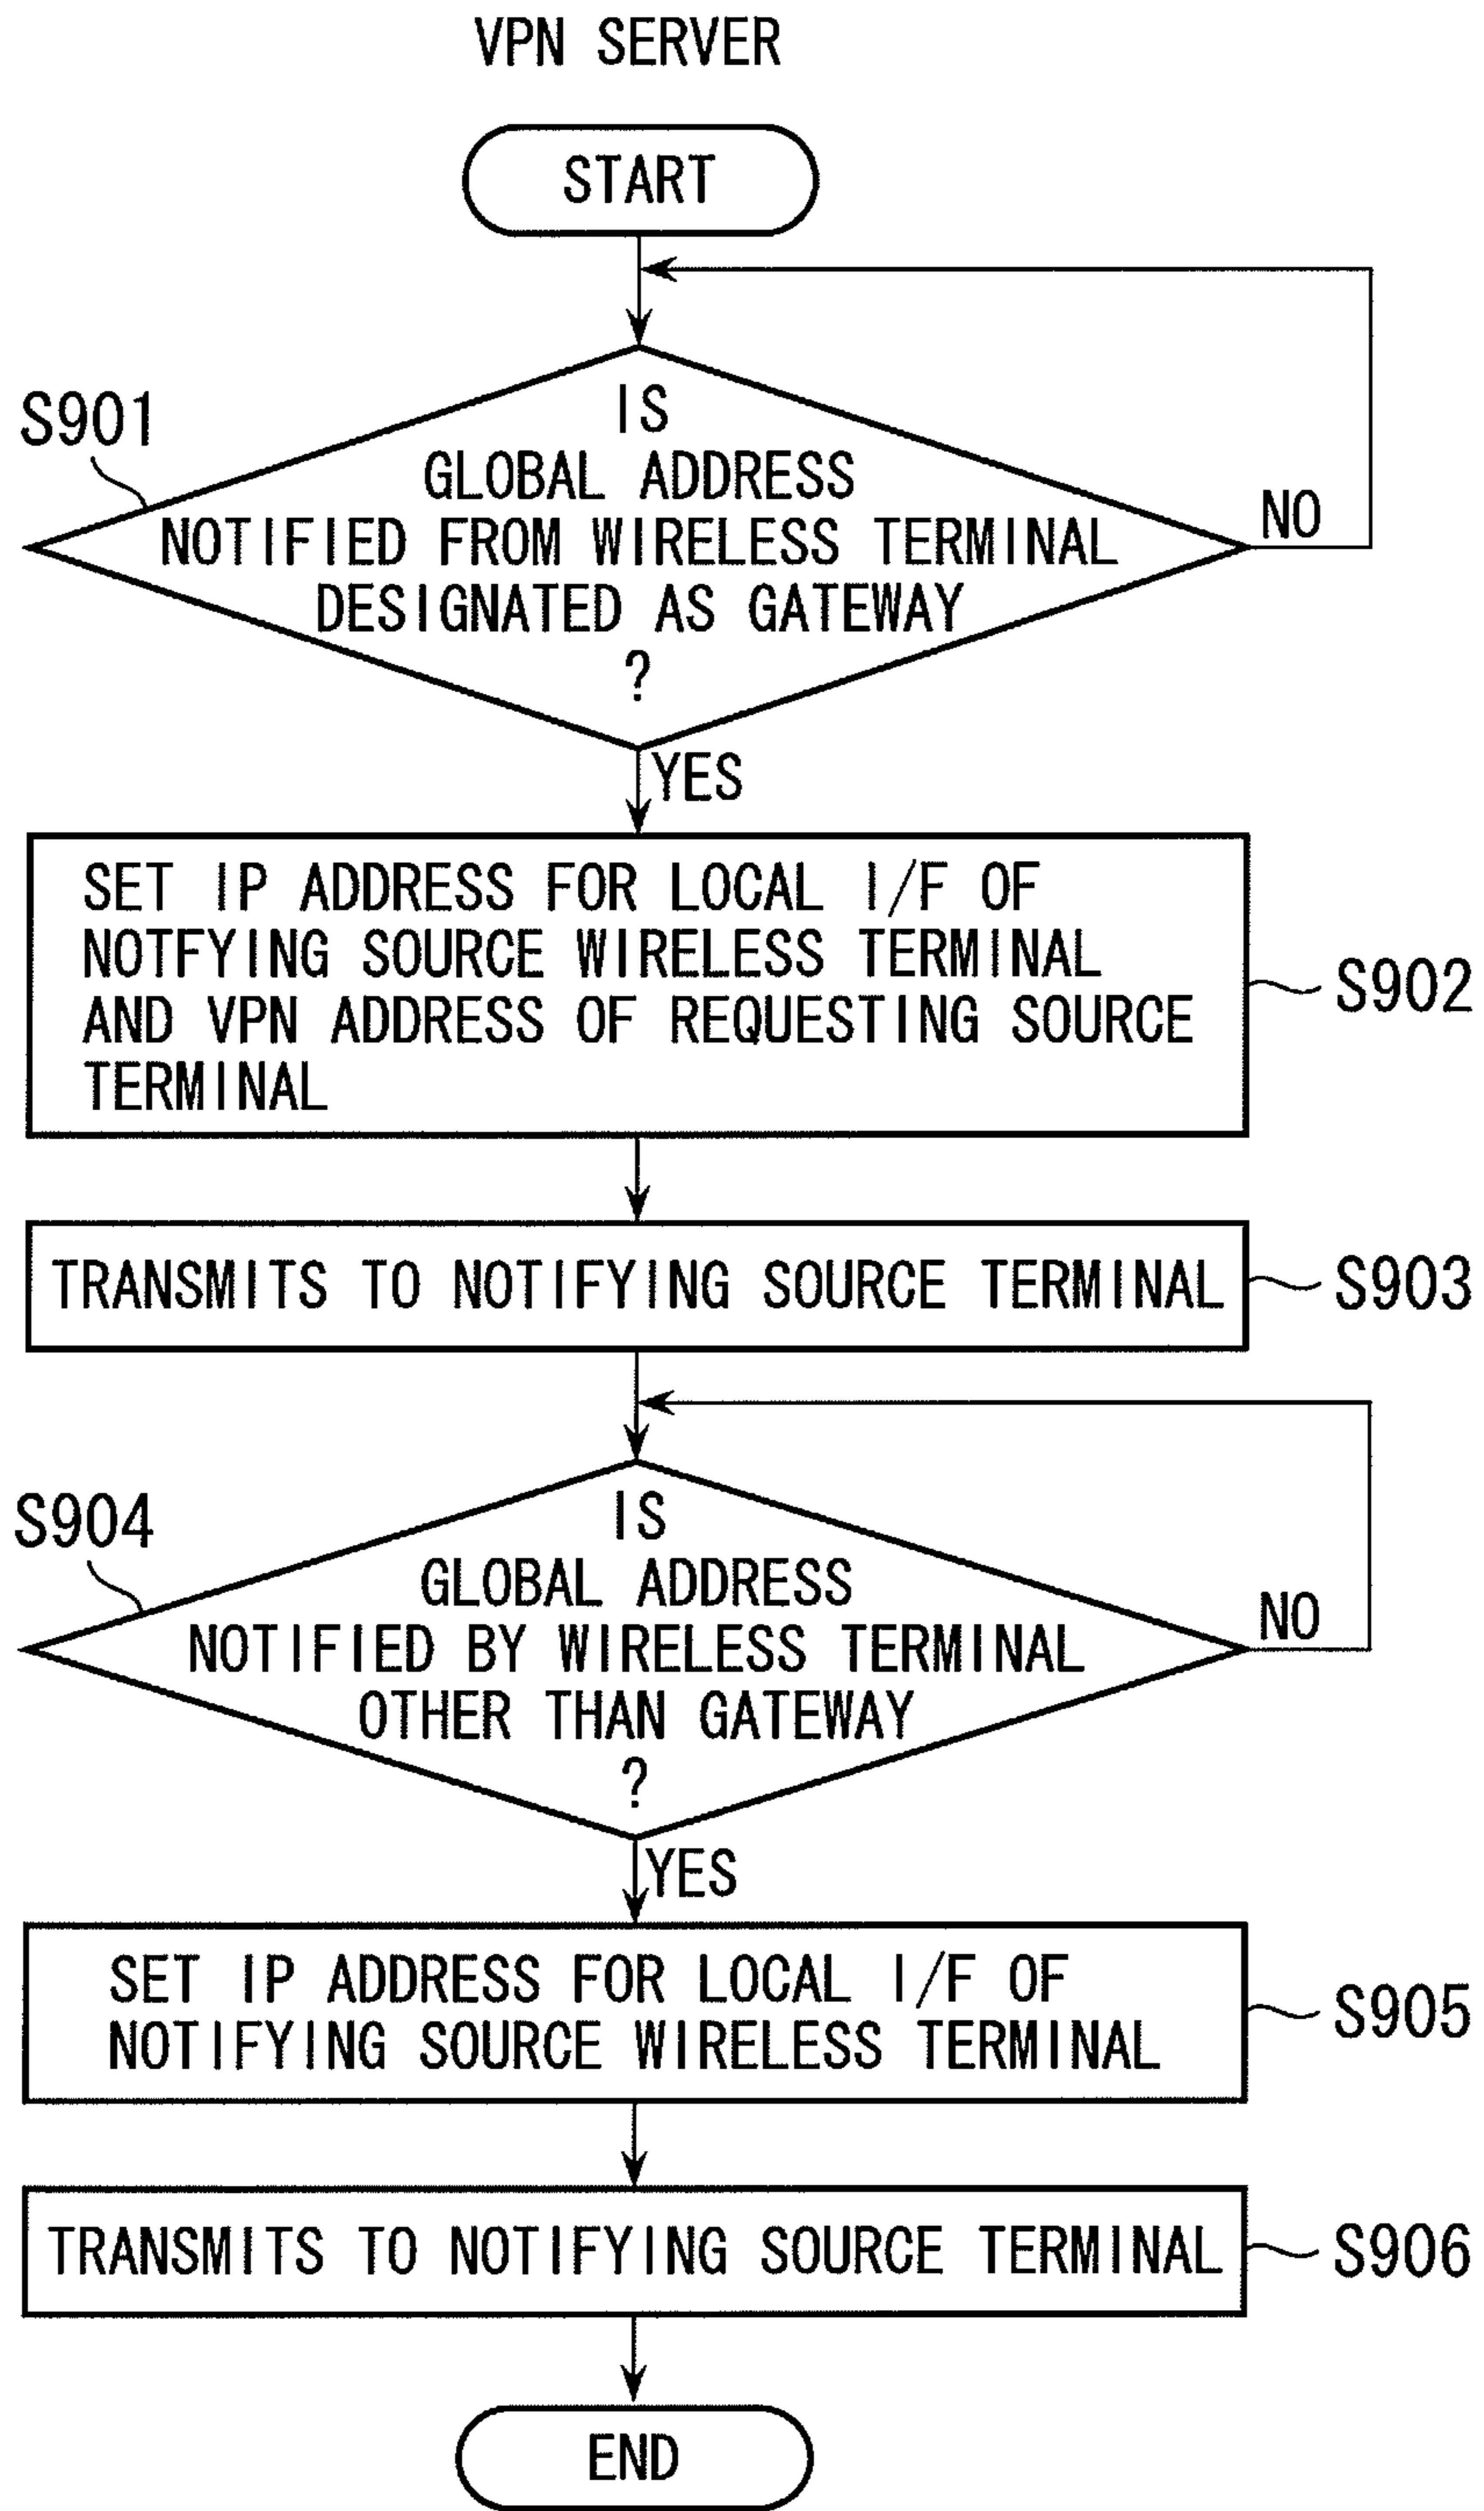 VPN SERVER
START
S901
IS
GLOBAL ADDRESS
NOTIFIED FROM WIRELESS TERMINAL
DESIGNATED AS GATEWAY
?
NO
YES
SET IP ADDRESS FOR LOCAL I/F OF
NOTFYING SOURCE WIRELESS TERMINAL
AND VPN ADDRESS OF REQUESTING SOURCE
TERMINAL
S902
TRANSMITS TO NOTIFYING SOURCE TERMINAL
S903
S904
IS
GLOBAL ADDRESS
NOTIFIED BY WIRELESS TERMINAL
OTHER THAN GATEWAY
?
NO
YES
SET IP ADDRESS FOR LOCAL I/F OF
NOTIFYING SOURCE WIRELESS TERMINAL
S905
TRANSMITS TO NOTIFYING SOURCE TERMINAL
S906
END